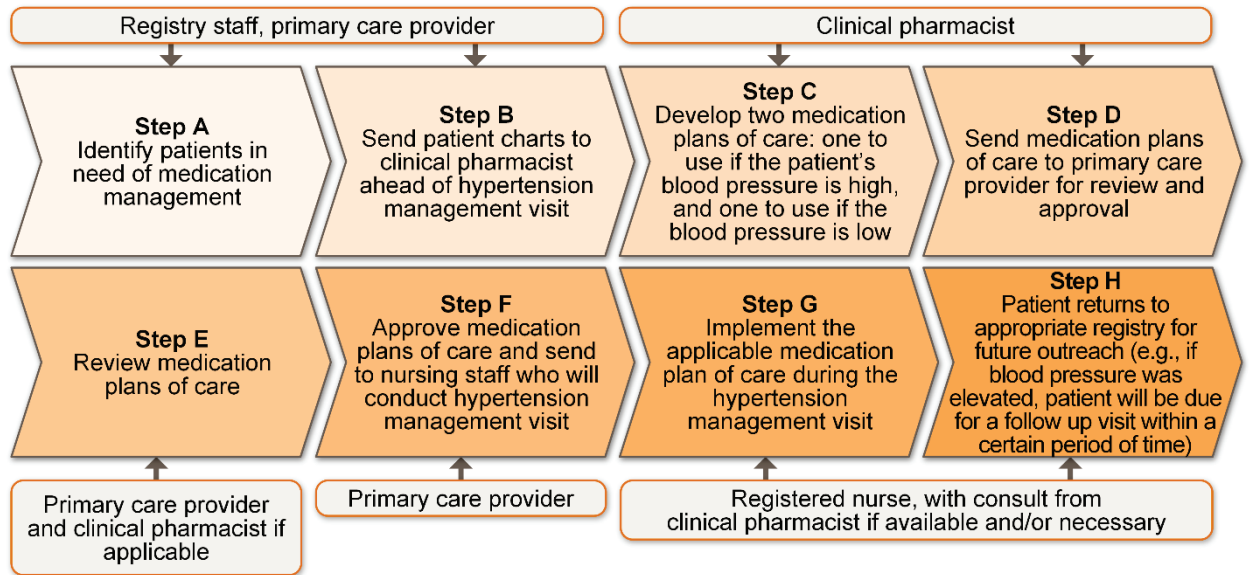 Registry staff, primary care provider
Clinical pharmacist
Step A
Identify patients in
need of medication
management
Step B
Send patient charts to
clinical pharmacist
ahead of hypertension
management visit
Step C
Develop two medication
plans of care: one to
use if the patient's
blood pressure is high,
and one to use if the
blood pressure is low
Step D
Send medication plans
of care to primary care
provider for review and
approval
Step E
Review medication
plans of care
Step F
Approve medication
plans of care and send
to nursing staff who will
conduct hypertension
management visit
Step G
Implement the
applicable medication
plan of care during the
hypertension
management visit
Step H
Patient returns to
appropriate registry for
future outreach (e.g., if
blood pressure was
elevated, patient will be due
for a follow up visit within a
certain period of time)
Primary care provider
and clinical pharmacist if
applicable
Primary care provider
Registered nurse, with consult from
clinical pharmacist if available and/or necessary